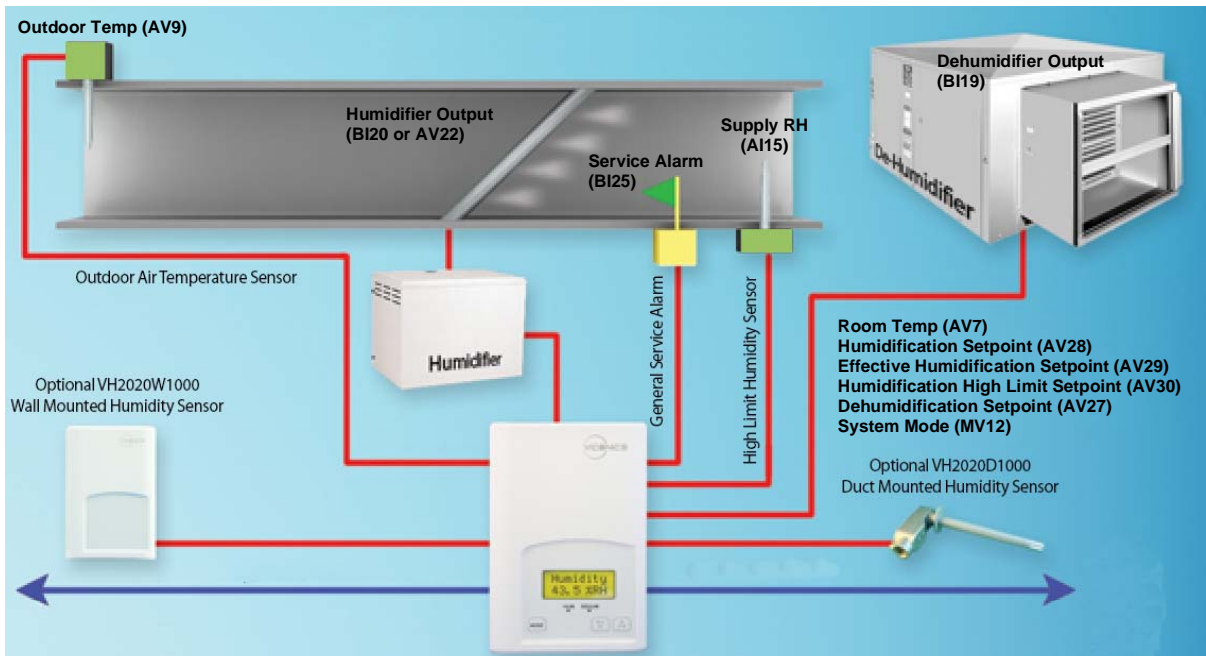 Outdoor Temp (AV9)
Dehumidifier Output
(BI19)
Humidifier Output
(BI20 or AV22)
Supply RH
(AI15)
Service Alarm
(BI25)
De-Humidifier
Outdoor Air Temperature Sensor
Humidifier
General Service Alarm
High Limit Humidity Sensor
Room Temp (AV7)
Humidification Setpoint (AV28)
Effective Humidification Setpoint (AV29)
Humidification High Limit Setpoint (AV30)
Dehumidification Setpoint (AV27)
System Mode (MV12)
Optional VH2020W1000
Wall Mounted Humidity Sensor
Optional VH2020D1000
Duct Mounted Humidity Sensor
Humidity
43.5 %RH